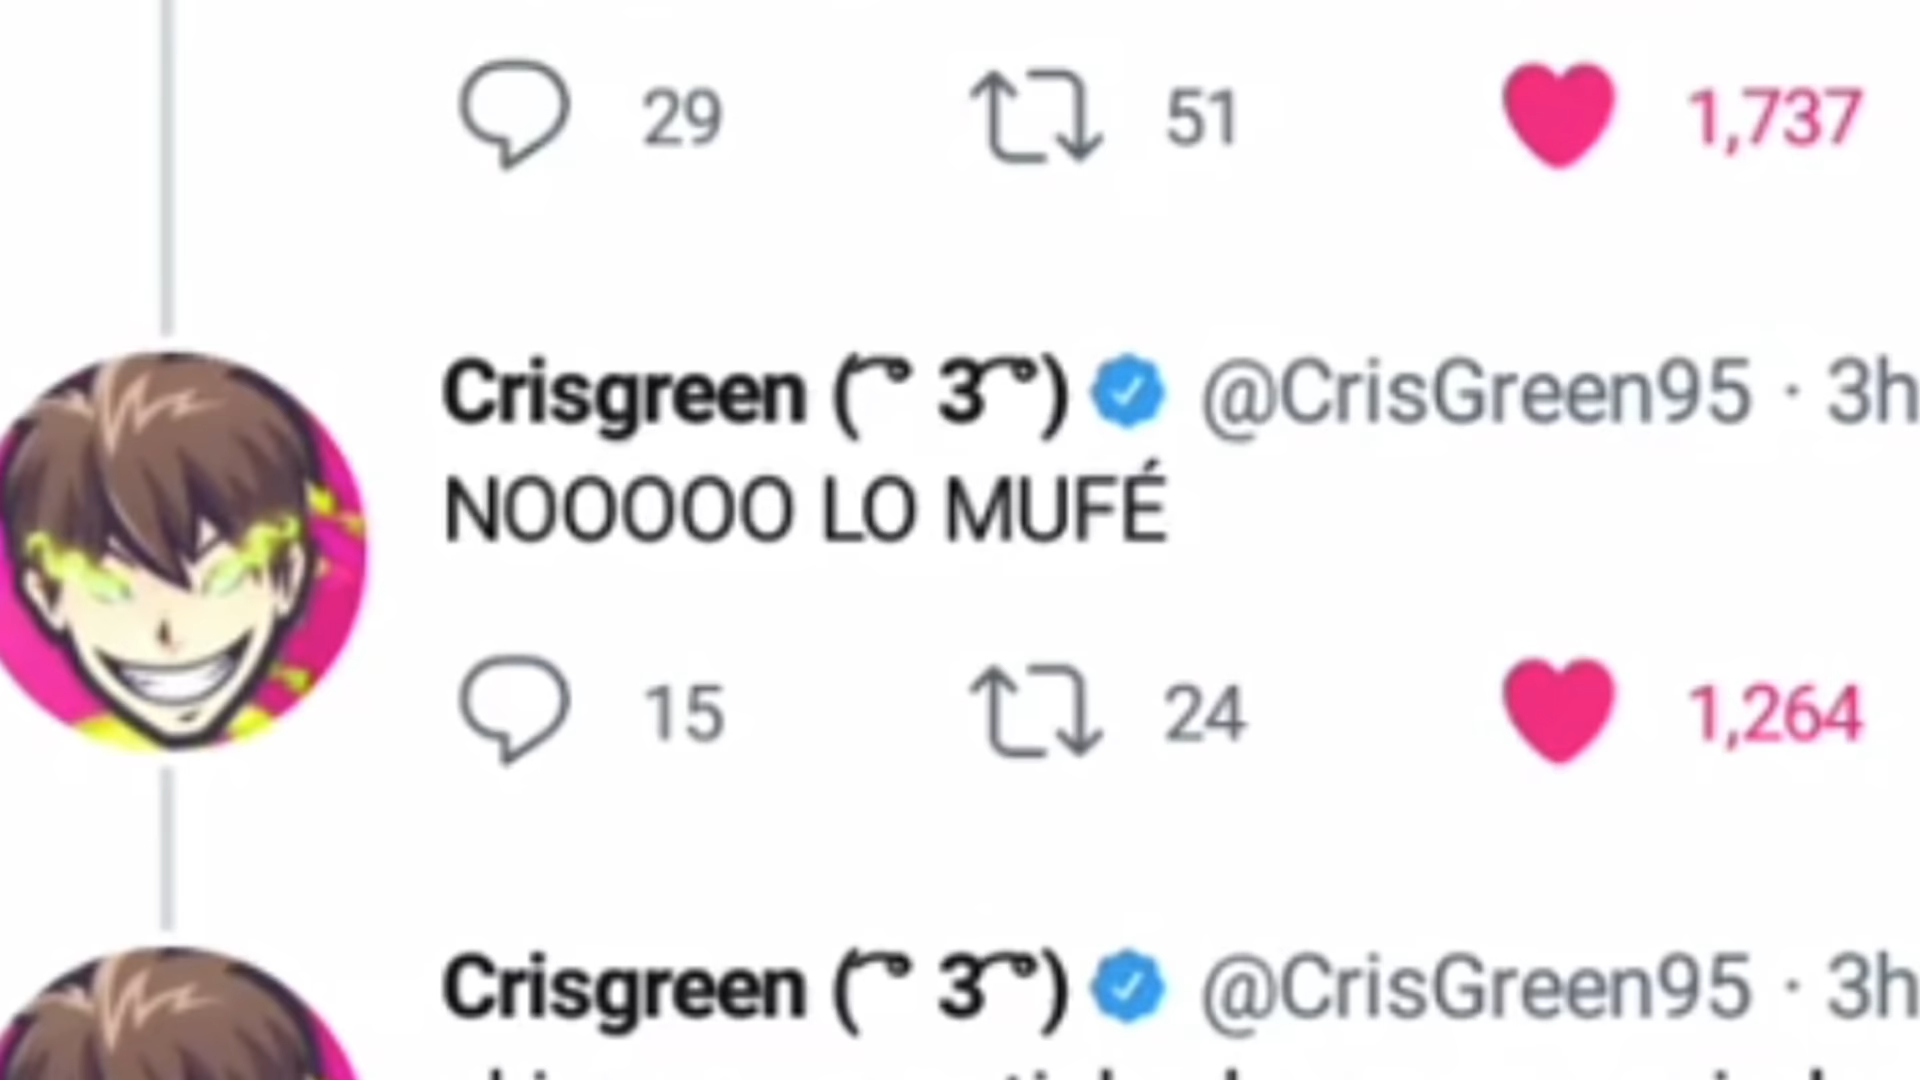 29 51 1,737
Crisgreen ( ͡° 3 ͡°) @CrisGreen95 · 3h
NOOOOO LO MUFÉ
15 24 1,264
Crisgreen ( ͡° 3 ͡°) @CrisGreen95 · 3h